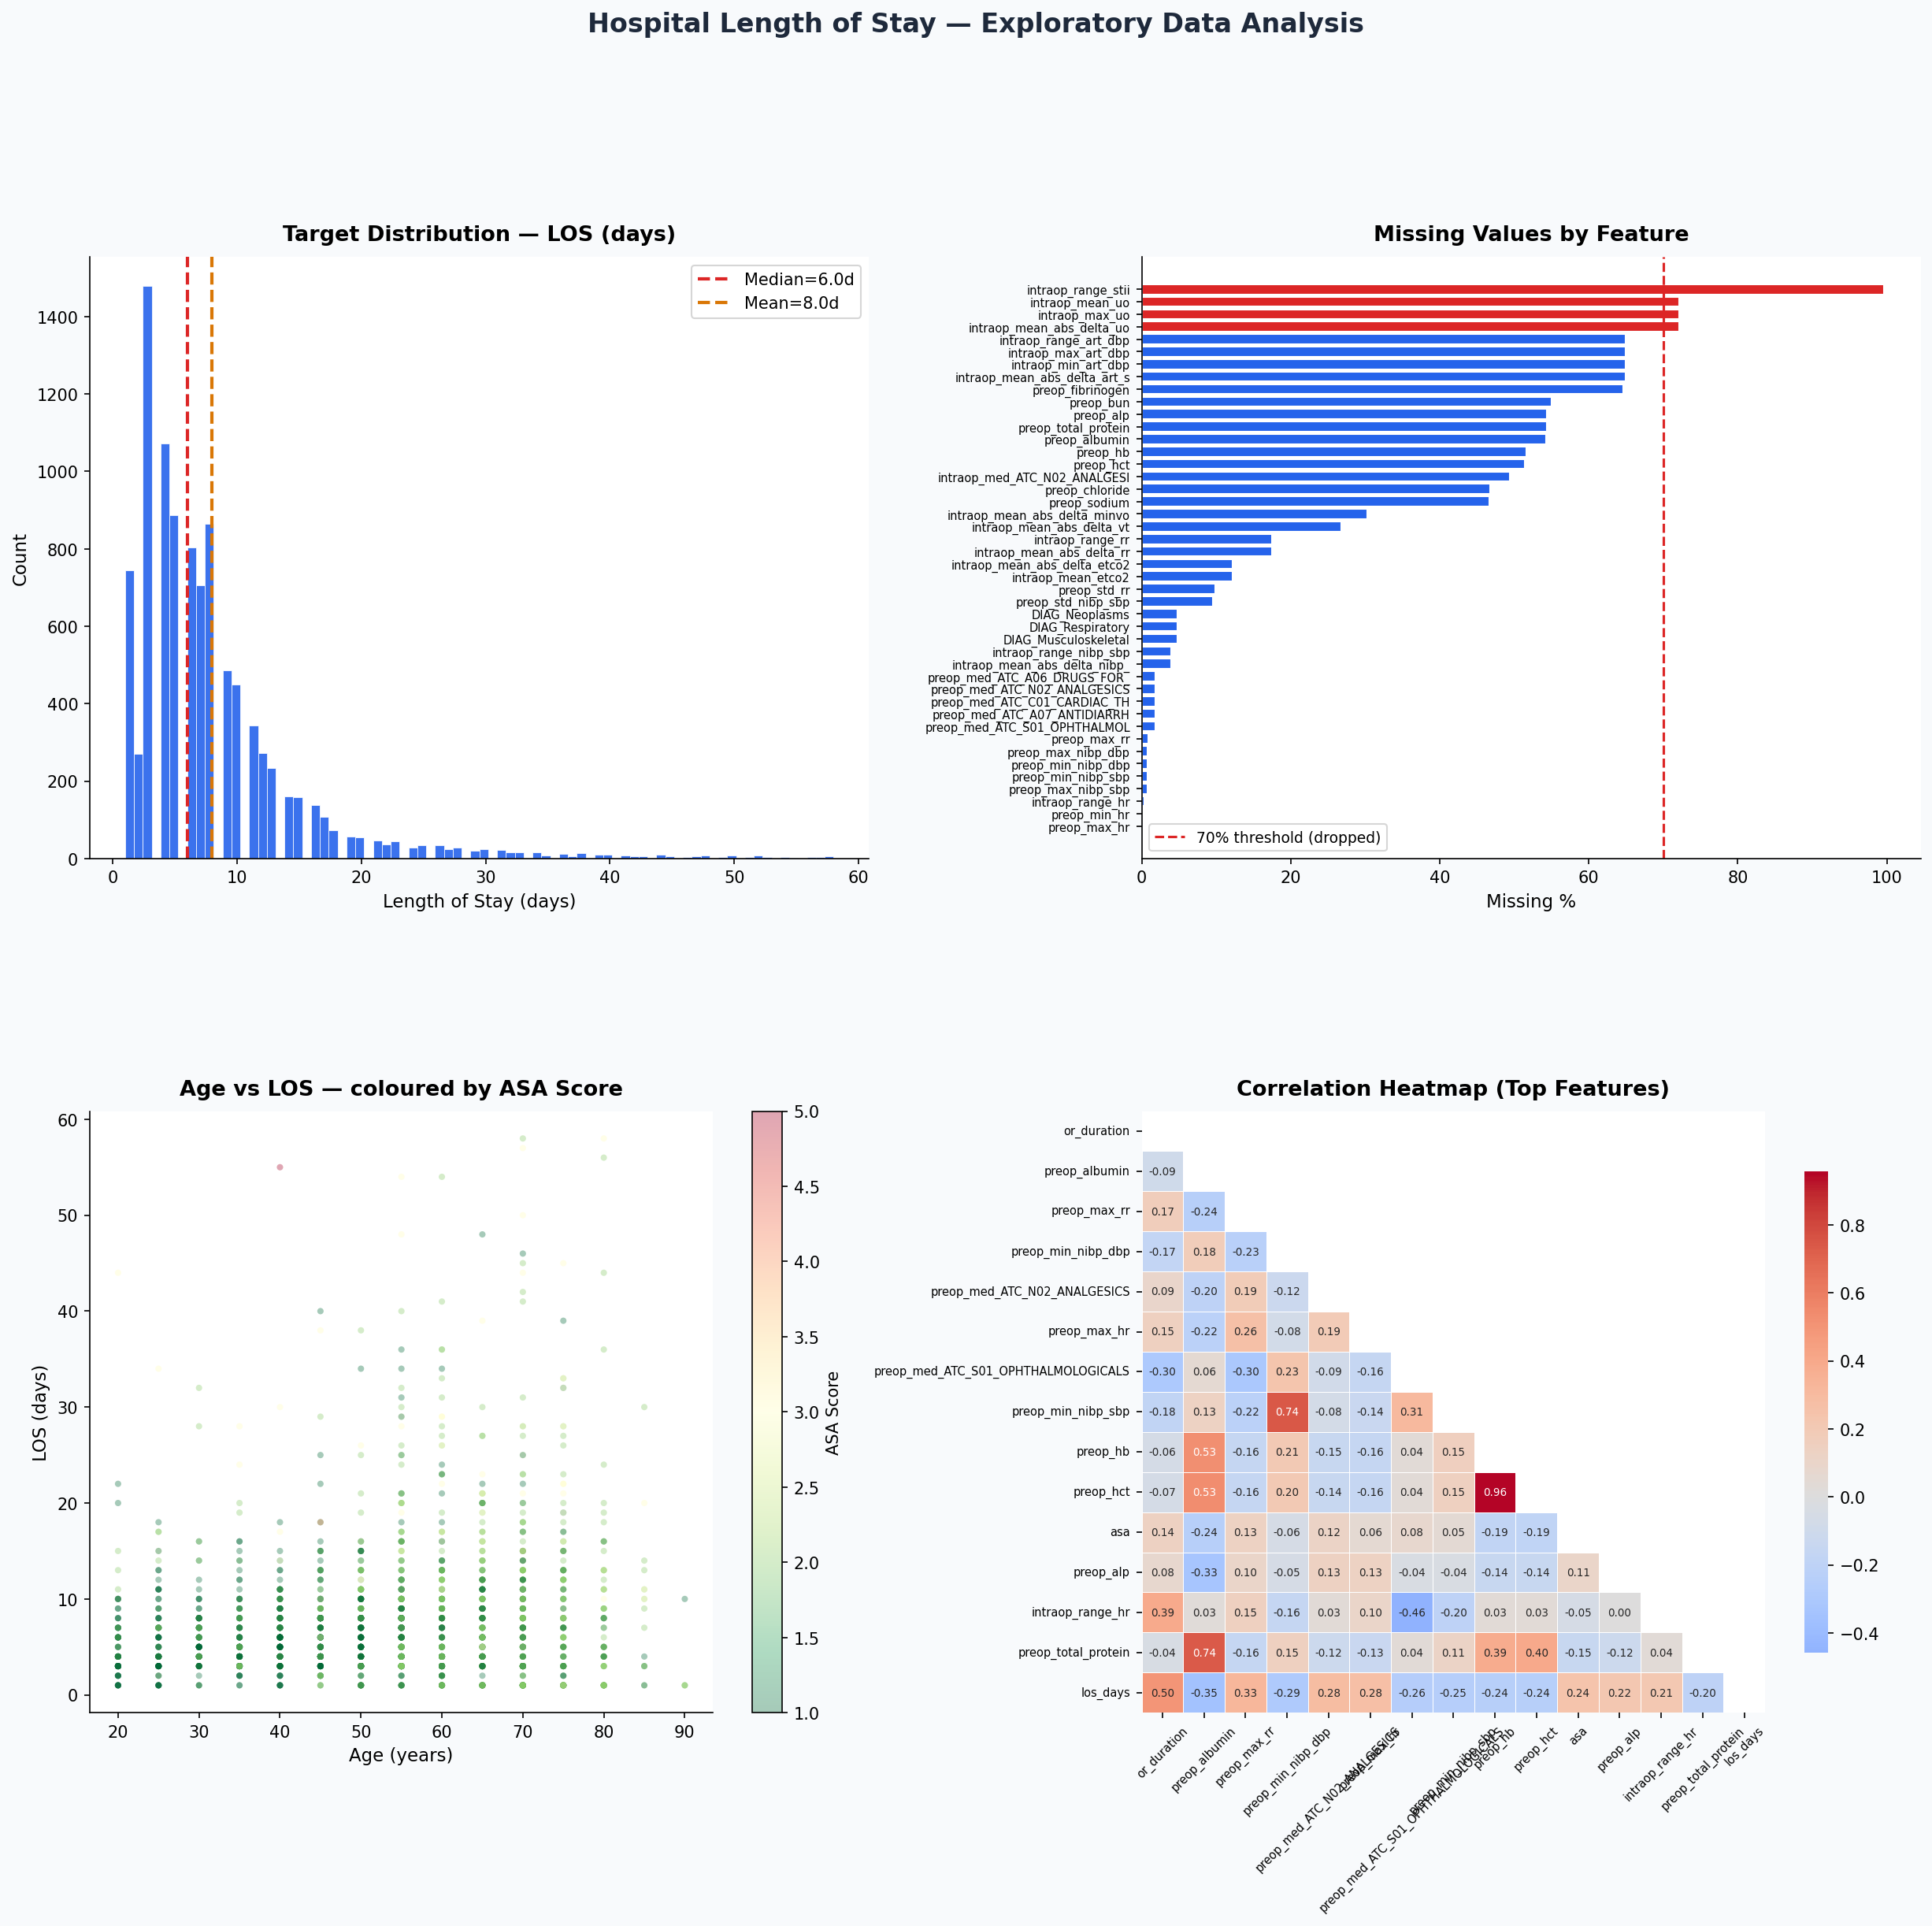 Hospital Length of Stay — Exploratory Data Analysis
Target Distribution — LOS (days)
Median=6.0d
Mean=8.0d
1400
1200
1000
800
600
400
200
0
Count
0 10 20 30 40 50 60
Length of Stay (days)
Missing Values by Feature
intraop_range_stii
intraop_mean_uo
intraop_max_uo
intraop_mean_abs_delta_uo
intraop_range_art_dbp
intraop_max_art_dbp
intraop_min_art_dbp
intraop_mean_abs_delta_art_s
preop_fibrinogen
preop_bun
preop_alp
preop_total_protein
preop_albumin
preop_hb
preop_hct
intraop_med_ATC_N02_ANALGESI
preop_chloride
preop_sodium
intraop_mean_abs_delta_minvo
intraop_mean_abs_delta_vt
intraop_range_rr
intraop_mean_abs_delta_rr
intraop_mean_abs_delta_etco2
intraop_mean_etco2
preop_std_rr
preop_std_nibp_sbp
DIAG_Neoplasms
DIAG_Respiratory
DIAG_Musculoskeletal
intraop_range_nibp_sbp
intraop_mean_abs_delta_nibp_
preop_med_ATC_A06_DRUGS_FOR_
preop_med_ATC_N02_ANALGESICS
preop_med_ATC_C01_CARDIAC_TH
preop_med_ATC_A07_ANTIDIARRH
preop_med_ATC_S01_OPHTHALMOL
preop_max_rr
preop_max_nibp_dbp
preop_min_nibp_dbp
preop_min_nibp_sbp
preop_max_nibp_sbp
intraop_range_hr
preop_min_hr
preop_max_hr
70% threshold (dropped)
0 20 40 60 80 100
Missing %
Age vs LOS — coloured by ASA Score
60
50
40
30
20
10
0
LOS (days)
20 30 40 50 60 70 80 90
Age (years)
5.0
4.5
4.0
3.5
3.0
2.5
2.0
1.5
1.0
ASA Score
Correlation Heatmap (Top Features)
or_duration
preop_albumin -0.09
preop_max_rr 0.17 -0.24
preop_min_nibp_dbp -0.17 0.18 -0.23
preop_med_ATC_N02_ANALGESICS 0.09 -0.20 0.19 -0.12
preop_max_hr 0.15 -0.22 0.26 -0.08 0.19
preop_med_ATC_S01_OPHTHALMOLOGICALS -0.30 0.06 -0.30 0.23 -0.09 -0.16
preop_min_nibp_sbp -0.18 0.13 -0.22 0.74 -0.08 -0.14 0.31
preop_hb -0.06 0.53 -0.16 0.21 -0.15 -0.16 0.04 0.15
preop_hct -0.07 0.53 -0.16 0.20 -0.14 -0.16 0.04 0.15 0.96
asa 0.14 -0.24 0.13 -0.06 0.12 0.06 0.08 0.05 -0.19 -0.19
preop_alp 0.08 -0.33 0.10 -0.05 0.13 0.13 -0.04 -0.04 -0.14 -0.14 0.11
intraop_range_hr 0.39 0.03 0.15 -0.16 0.03 0.10 -0.46 -0.20 0.03 0.03 -0.05 0.00
preop_total_protein -0.04 0.74 -0.16 0.15 -0.12 -0.13 0.04 0.11 0.39 0.40 -0.15 -0.12 0.04
los_days 0.50 -0.35 0.33 -0.29 0.28 0.28 -0.26 -0.25 -0.24 -0.24 0.24 0.22 0.21 -0.20
or_duration
preop_albumin
preop_max_rr
preop_min_nibp_dbp
preop_med_ATC_N02_ANALGESICS
preop_max_hr
preop_med_ATC_S01_OPHTHALMOLOGICALS
preop_min_nibp_sbp
preop_hb
preop_hct
asa
preop_alp
intraop_range_hr
preop_total_protein
los_days
0.8
0.6
0.4
0.2
0.0
−0.2
−0.4